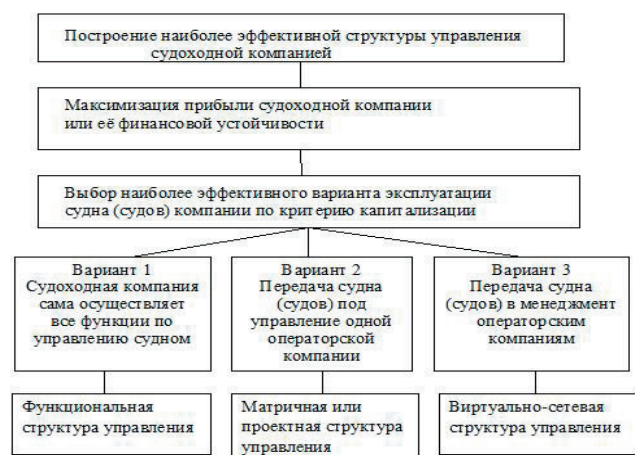 Построение наиболее эффективной структуры управления
судоходной компанией
Максимизация прибыли судоходной компании
или её финансовой устойчивости
Выбор наиболее эффективного варианта эксплуатации
судна (судов) компании по критерию капитализации
Вариант 1
Судоходная компания
сама осуществляет
все функции по
управлению судном
Вариант 2
Передача судна
(судов) под
управление одной
операторской
компании
Вариант 3
Передача судна
(судов) в менеджмент
операторским
компаниям
Функциональная
структура управления
Матричная или
проектная структура
управления
Виртуально-сетевая
структура управления